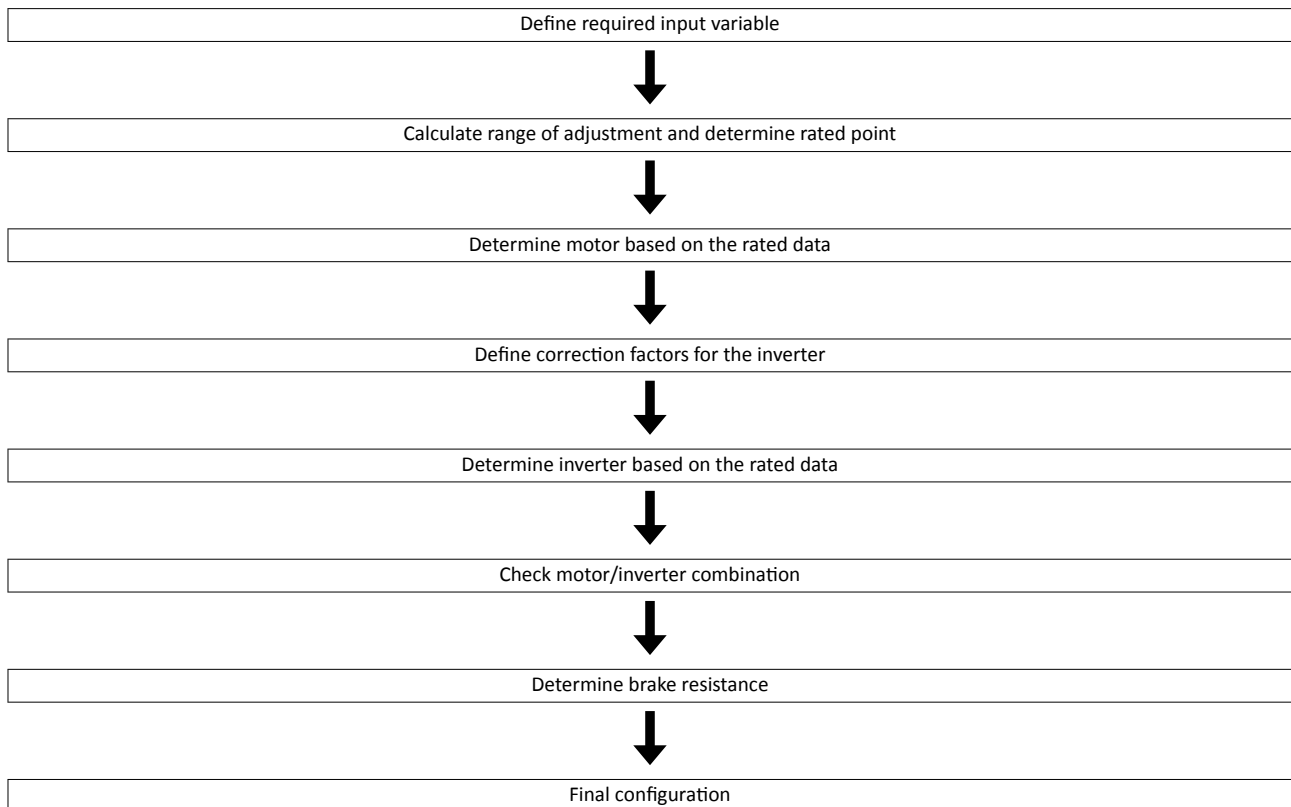 Define required input variable
Calculate range of adjustment and determine rated point
Determine motor based on the rated data
Define correction factors for the inverter
Determine inverter based on the rated data
Check motor/inverter combination
Determine brake resistance
Final configuration